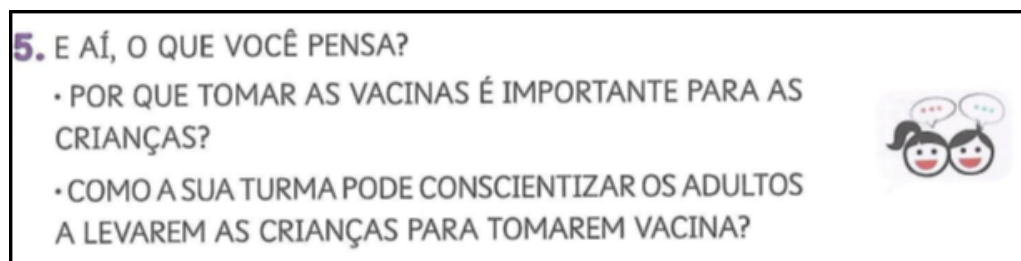 5. E AÍ, O QUE VOCÊ PENSA?
• POR QUE TOMAR AS VACINAS É IMPORTANTE PARA AS
CRIANÇAS?
• COMO A SUA TURMA PODE CONSCIENTIZAR OS ADULTOS
A LEVAREM AS CRIANÇAS PARA TOMAREM VACINA?